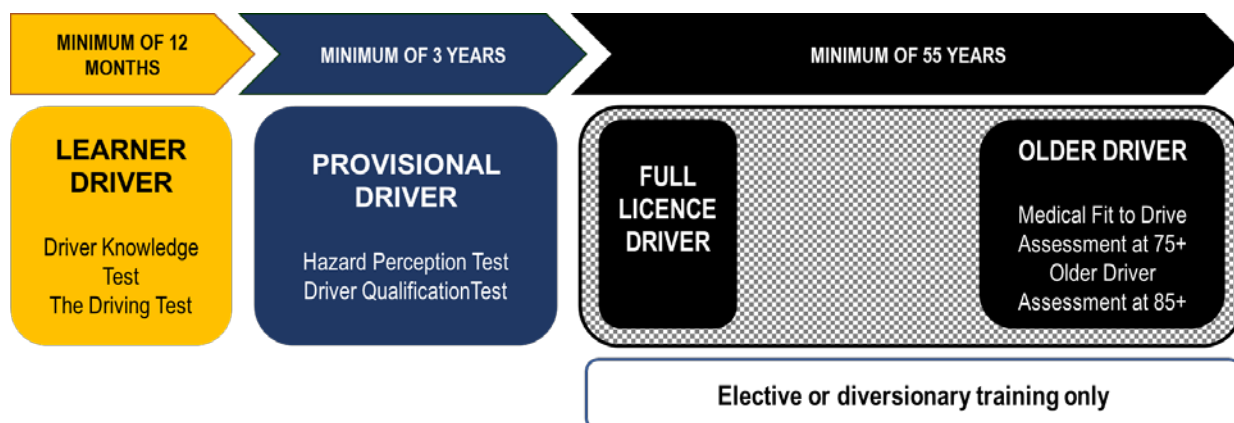 MINIMUM OF 12
MONTHS
MINIMUM OF 3 YEARS
MINIMUM OF 55 YEARS
LEARNER
DRIVER
Driver Knowledge
Test
The Driving Test
PROVISIONAL
DRIVER
Hazard Perception Test
Driver QualificationTest
FULL
LICENCE
DRIVER
OLDER DRIVER
Medical Fit to Drive
Assessment at 75+
Older Driver
Assessment at 85+
Elective or diversionary training only